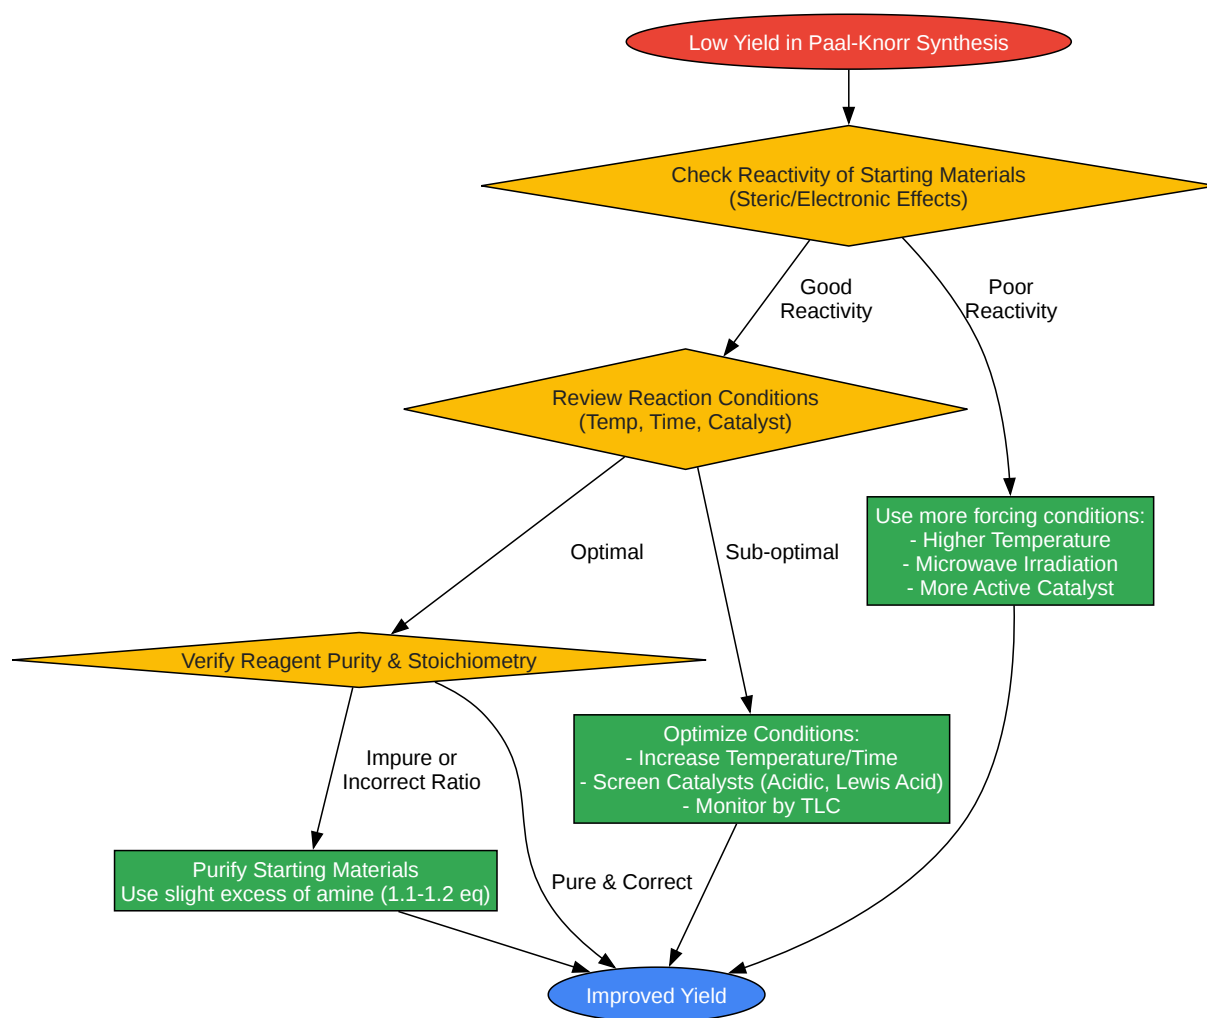 Low Yield in Paal-Knorr Synthesis
Check Reactivity of Starting Materials
(Steric/Electronic Effects)
Good
Reactivity
Poor
Reactivity
Review Reaction Conditions
(Temp, Time, Catalyst)
Use more forcing conditions:
- Higher Temperature
- Microwave Irradiation
- More Active Catalyst
Optimal
Sub-optimal
Verify Reagent Purity & Stoichiometry
Optimize Conditions:
- Increase Temperature/Time
- Screen Catalysts (Acidic, Lewis Acid)
- Monitor by TLC
Impure or
Incorrect Ratio
Purify Starting Materials
Use slight excess of amine (1.1-1.2 eq)
Pure & Correct
Improved Yield